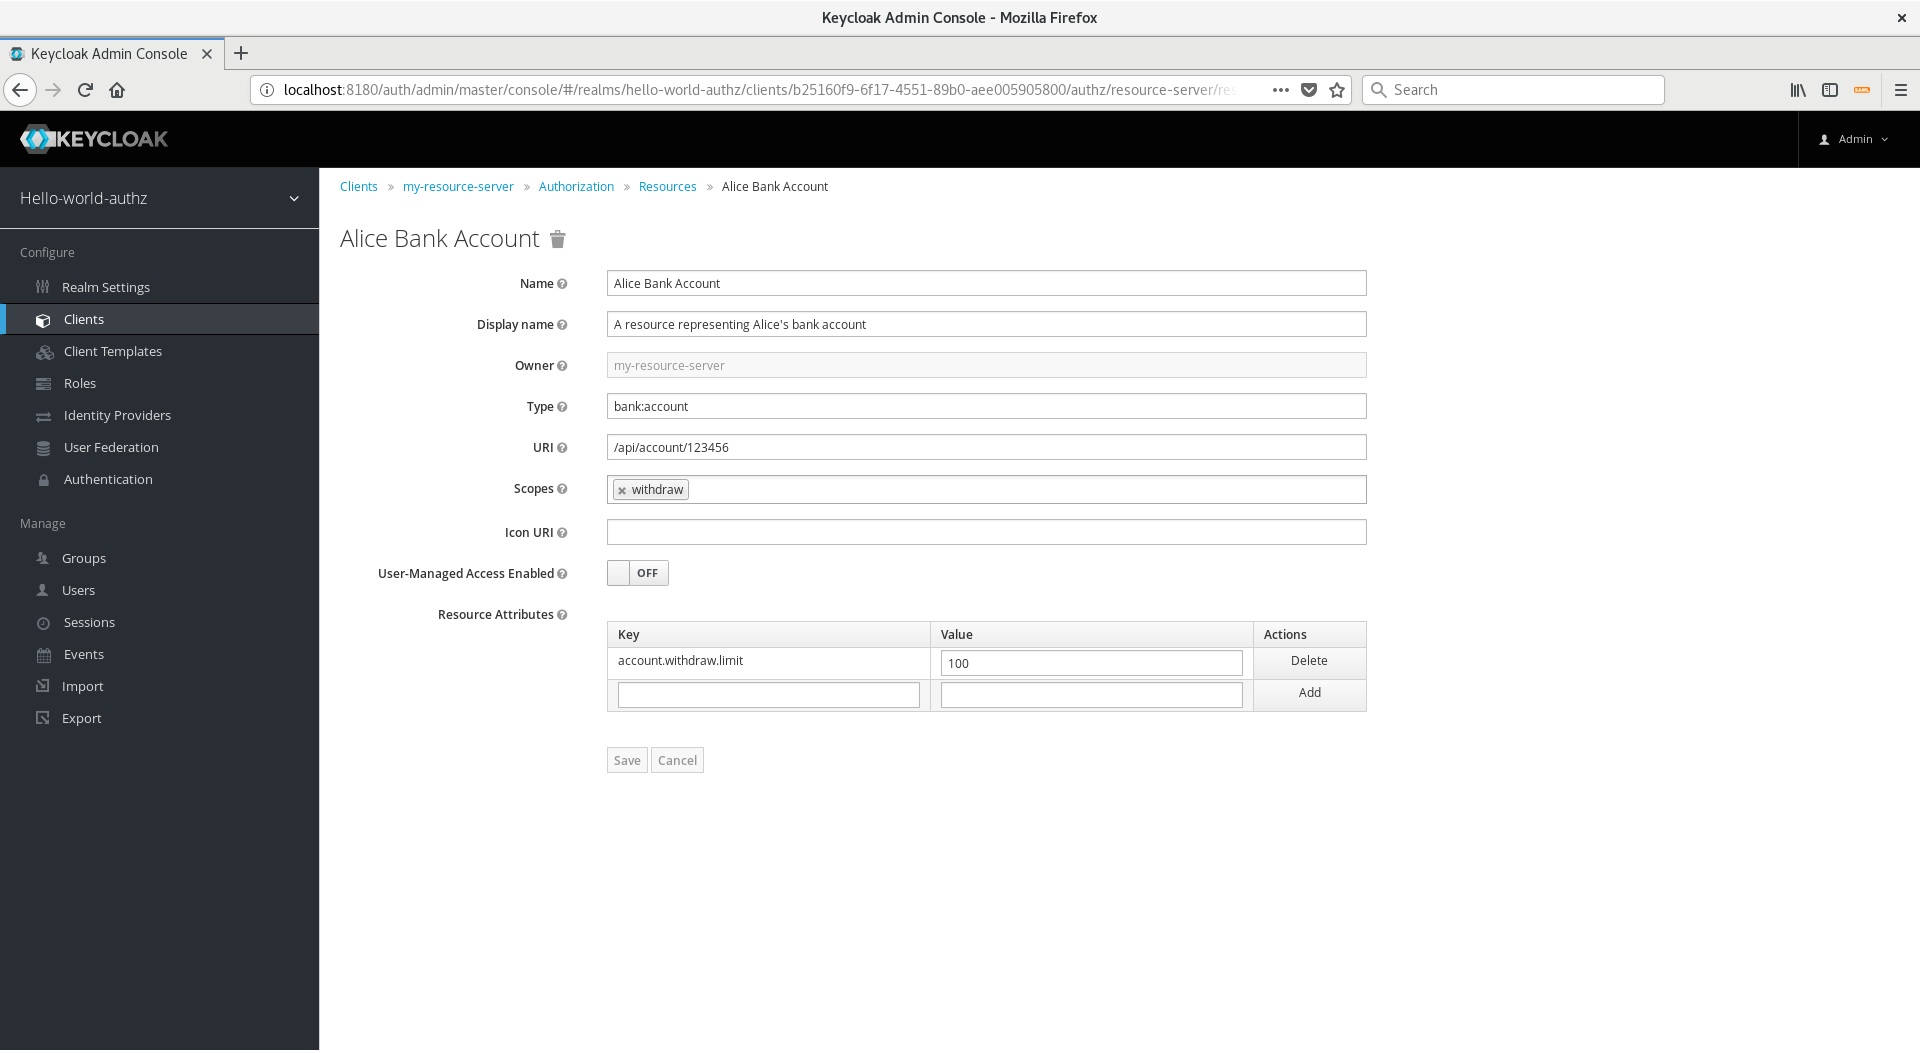 Keycloak Admin Console - Mozilla Firefox
Keycloak Admin Console
localhost:8180/auth/admin/master/console/#/realms/hello-world-authz/clients/b25160f9-6f17-4551-89b0-aee005905800/authz/resource-server/res
Search
KEYCLOAK
Admin
Hello-world-authz
Configure
Realm Settings
Clients
Client Templates
Roles
Identity Providers
User Federation
Authentication
Manage
Groups
Users
Sessions
Events
Import
Export
Clients » my-resource-server » Authorization » Resources » Alice Bank Account
Alice Bank Account
Name Alice Bank Account
Display name A resource representing Alice's bank account
Owner my-resource-server
Type bank:account
URI /api/account/123456
Scopes withdraw
Icon URI
User-Managed Access Enabled OFF
Resource Attributes
Key Value Actions
account.withdraw.limit 100 Delete
Add
Save Cancel